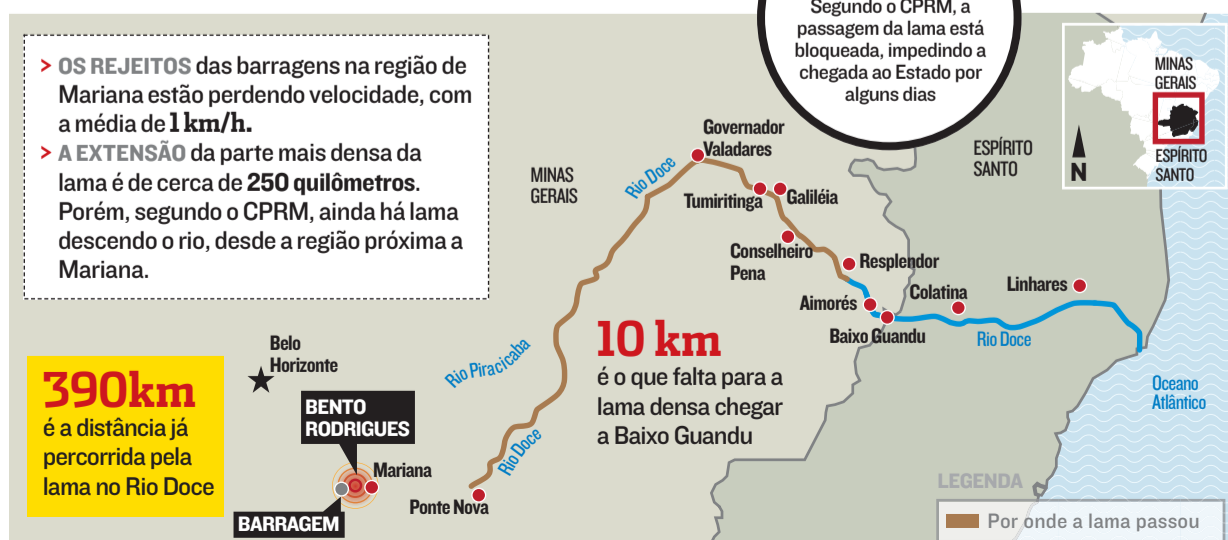 Segundo o CPRM, a
passagem da lama está
bloqueada, impedindo a
chegada ao Estado por
alguns dias
> OS REJEITOS das barragens na região de
Mariana estão perdendo velocidade, com
a média de 1 km/h.
> A EXTENSÃO da parte mais densa da
lama é de cerca de 250 quilômetros.
Porém, segundo o CPRM, ainda há lama
descendo o rio, desde a região próxima a
Mariana.
MINAS
GERAIS
ESPÍRITO
SANTO
N
MINAS
GERAIS
ESPÍRITO
SANTO
Governador
Valadares
Rio Doce
Tumiritinga
Galiléia
Conselheiro
Pena
Resplendor
Aimorés
Colatina
Linhares
Baixo Guandu
Rio Doce
Oceano
Atlântico
10 km
é o que falta para a
lama densa chegar
a Baixo Guandu
Belo
Horizonte
Rio Piracicaba
390km
é a distância já
percorrida pela
lama no Rio Doce
BENTO
RODRIGUES
Mariana
BARRAGEM
Rio Doce
Ponte Nova
LEGENDA
Por onde a lama passou